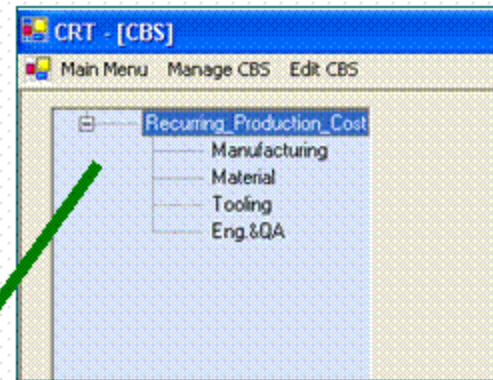 CRT - [CBS]
Main Menu Manage CBS Edit CBS
Recurring_Production_Cost
Manufacturing
Material
Tooling
Eng.&QA